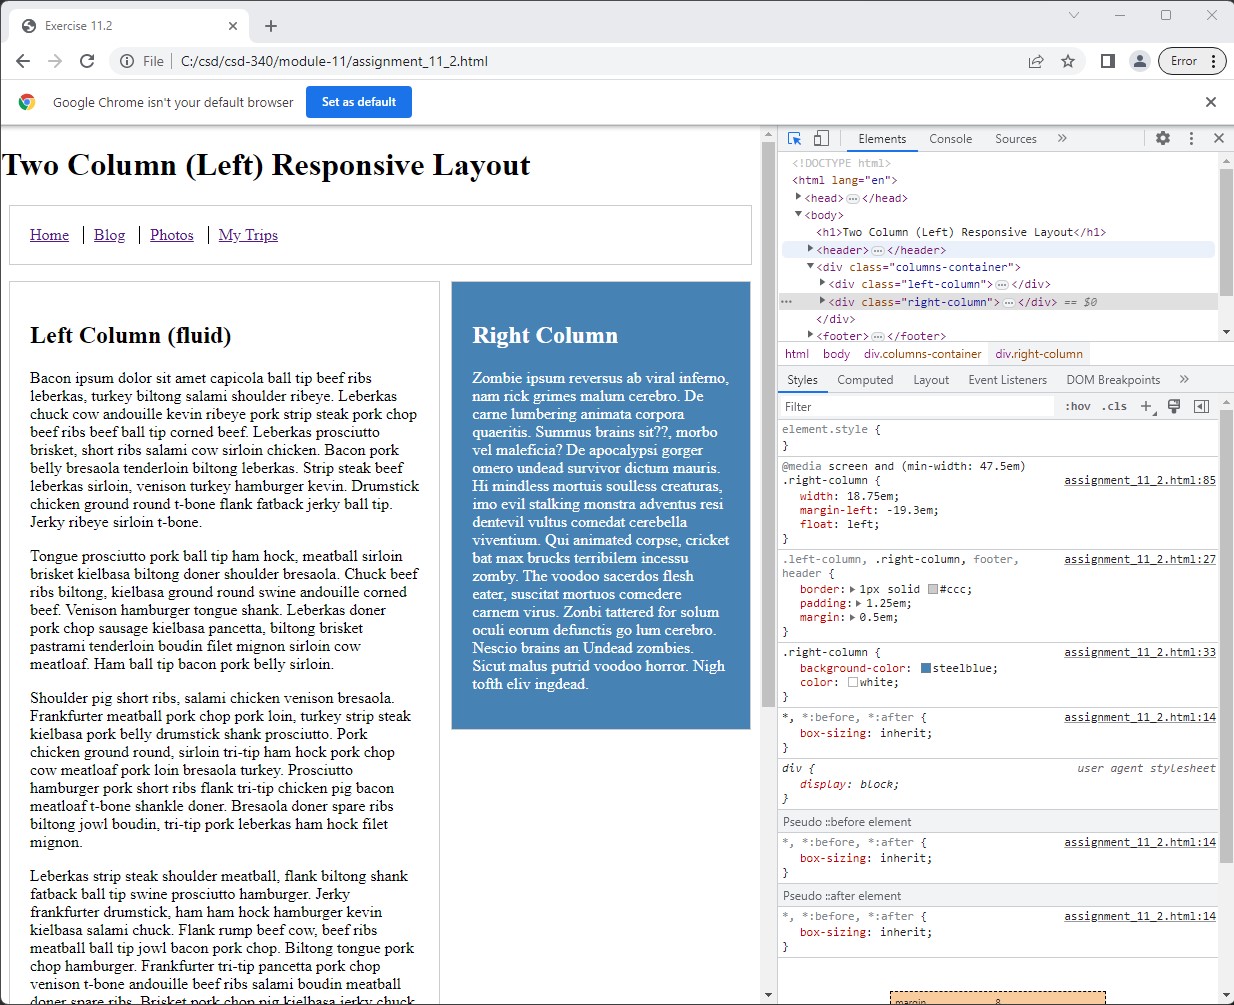 Exercise 11.2
File
C:/csd/csd-340/module-11/assignment_11_2.html
Error
Google Chrome isn't your default browser
Set as default
Two Column (Left) Responsive Layout
Home
Blog
Photos
My Trips
Left Column (fluid)
Bacon ipsum dolor sit amet capicola ball tip beef ribs
leberkas, turkey biltong salami shoulder ribeye. Leberkas
chuck cow andouille kevin ribeye pork strip steak pork chop
beef ribs beef ball tip corned beef. Leberkas prosciutto
brisket, short ribs salami cow sirloin chicken. Bacon pork
belly bresaola tenderloin biltong leberkas. Strip steak beef
leberkas sirloin, venison turkey hamburger kevin. Drumstick
chicken ground round t-bone flank fatback jerky ball tip.
Jerky ribeye sirloin t-bone.
Tongue prosciutto pork ball tip ham hock, meatball sirloin
brisket kielbasa biltong doner shoulder bresaola. Chuck beef
ribs biltong, kielbasa ground round swine andouille corned
beef. Venison hamburger tongue shank. Leberkas doner
pork chop sausage kielbasa pancetta, biltong brisket
pastrami tenderloin boudin filet mignon sirloin cow
meatloaf. Ham ball tip bacon pork belly sirloin.
Shoulder pig short ribs, salami chicken venison bresaola.
Frankfurter meatball pork chop pork loin, turkey strip steak
kielbasa pork belly drumstick shank prosciutto. Pork
chicken ground round, sirloin tri-tip ham hock pork chop
cow meatloaf pork loin bresaola turkey. Prosciutto
hamburger pork short ribs flank tri-tip chicken pig bacon
meatloaf t-bone shankle doner. Bresaola doner spare ribs
biltong jowl boudin, tri-tip pork leberkas ham hock filet
mignon.
Leberkas strip steak shoulder meatball, flank biltong shank
fatback ball tip swine prosciutto hamburger. Jerky
frankfurter drumstick, ham ham hock hamburger kevin
kielbasa salami chuck. Flank rump beef cow, beef ribs
meatball ball tip jowl bacon pork chop. Biltong tongue pork
chop hamburger. Frankfurter tri-tip pancetta pork chop
venison t-bone andouille beef ribs salami boudin meatball
doner spare ribs. Brisket pork chop pig kielbasa jerky chuck
Right Column
Zombie ipsum reversus ab viral inferno,
nam rick grimes malum cerebro. De
carne lumbering animata corpora
quaeritis. Summus brains sit??, morbo
vel maleficia? De apocalypsi gorger
omero undead survivor dictum mauris.
Hi mindless mortuis soulless creaturas,
imo evil stalking monstra adventus resi
dentevil vultus comedat cerebella
viventium. Qui animated corpse, cricket
bat max brucks terribilem incessu
zomby. The voodoo sacerdos flesh
eater, suscitat mortuos comedere
carnem virus. Zonbi tattered for solum
oculi eorum defunctis go lum cerebro.
Nescio brains an Undead zombies.
Sicut malus putrid voodoo horror. Nigh
tofth eliv ingdead.
Elements Console Sources »
<!DOCTYPE html>
<html lang="en">
<head>…</head>
<body>
<h1>Two Column (Left) Responsive Layout</h1>
<header>…</header>
<div class="columns-container">
<div class="left-column">…</div>
<div class="right-column">…</div> == $0
</div>
<footer>…</footer>
html body div.columns-container div.right-column
Styles Computed Layout Event Listeners DOM Breakpoints »
Filter :hov .cls +
element.style {
}
@media screen and (min-width: 47.5em)
.right-column { assignment_11_2.html:85
width: 18.75em;
margin-left: -19.3em;
float: left;
}
.left-column, .right-column, footer, assignment_11_2.html:27
header {
border: 1px solid #ccc;
padding: 1.25em;
margin: 0.5em;
}
.right-column { assignment_11_2.html:33
background-color: steelblue;
color: white;
}
*, *:before, *:after { assignment_11_2.html:14
box-sizing: inherit;
}
div { user agent stylesheet
display: block;
}
Pseudo ::before element
*, *:before, *:after { assignment_11_2.html:14
box-sizing: inherit;
}
Pseudo ::after element
*, *:before, *:after { assignment_11_2.html:14
box-sizing: inherit;
}
margin 8